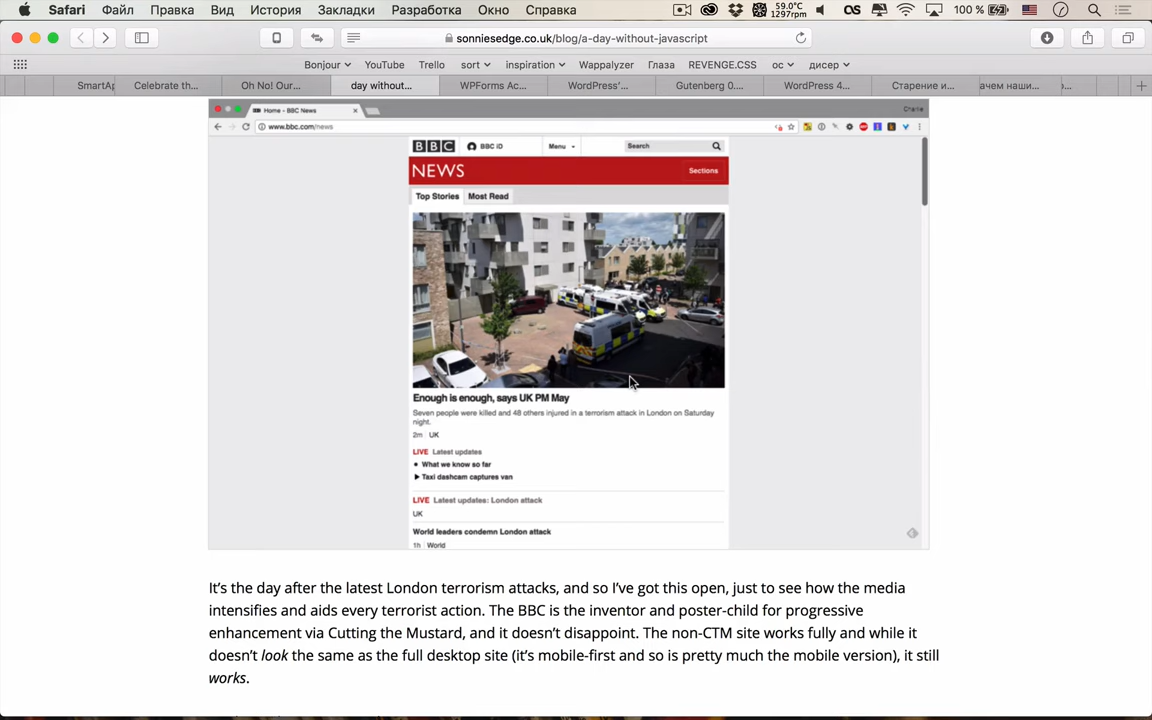 Safari Файл Правка Вид История Закладки Разработка Окно Справка 59.0°C 1297rpm 100 %
sonniesedge.co.uk/blog/a-day-without-javascript
Bonjour YouTube Trello sort inspiration Wappalyzer Глаза REVENGE.CSS ос дисер
SmartAp Celebrate th... Oh No! Our... day without... WPForms Ac... WordPress'... Gutenberg 0.... WordPress 4... Старение и... ачем наши...
Home - BBC News Charlie
www.bbc.com/news
BBC BBC iD Menu Search
NEWS Sections
Top Stories Most Read
Enough is enough, says UK PM May
Seven people were killed and 48 others injured in a terrorism attack in London on Saturday
night.
2m UK
LIVE Latest updates
What we know so far
Taxi dashcam captures van
LIVE Latest updates: London attack
UK
World leaders condemn London attack
1h World
It's the day after the latest London terrorism attacks, and so I've got this open, just to see how the media
intensifies and aids every terrorist action. The BBC is the inventor and poster-child for progressive
enhancement via Cutting the Mustard, and it doesn't disappoint. The non-CTM site works fully and while it
doesn't look the same as the full desktop site (it's mobile-first and so is pretty much the mobile version), it still
works.